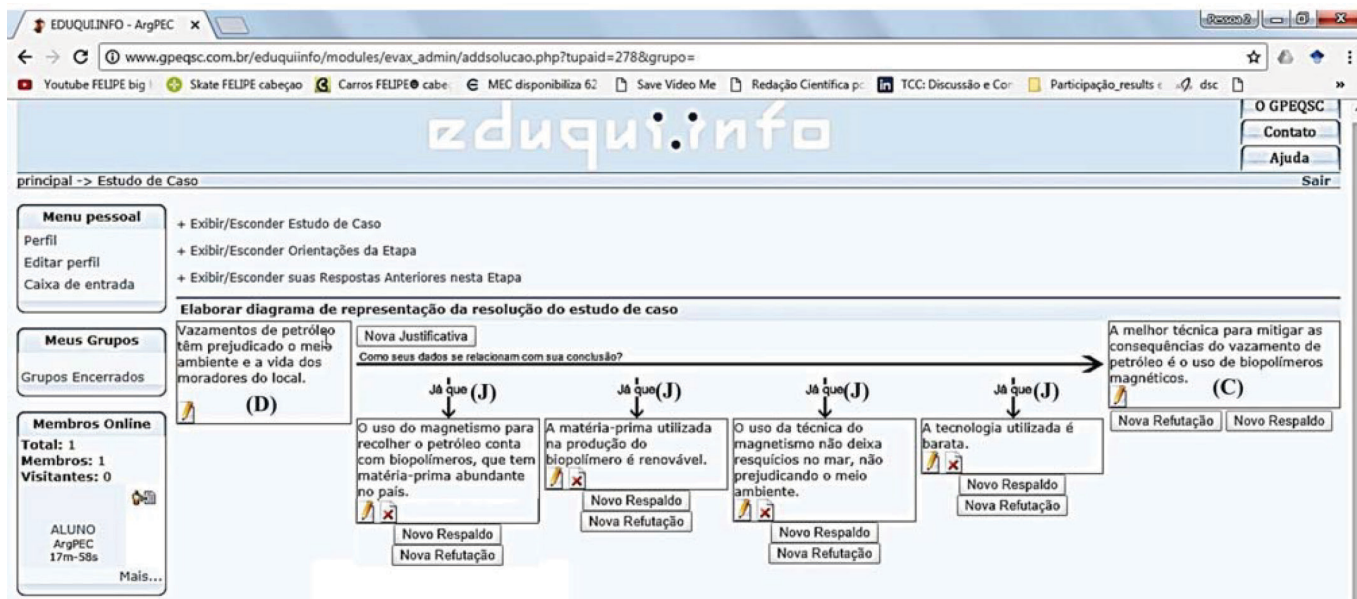 EDUQUI.INFO - ArgPEC
Pessoa 2
www.gpeqsc.com.br/eduquiinfo/modules/evax_admin/addsolucao.php?tupaid=278&grupo=
Youtube FELIPE big Skate FELIPE cabeçao Carros FELIPE cabe MEC disponibiliza 62 Save Video Me Redação Científica pc TCC: Discussão e Cor Participação_results e dsc »
eduqui.info
O GPEQSC
Contato
Ajuda
principal -> Estudo de Caso
Sair
Menu pessoal
Perfil
Editar perfil
Caixa de entrada
Meus Grupos
Grupos Encerrados
Membros Online
Total: 1
Membros: 1
Visitantes: 0
ALUNO
ArgPEC
17m-58s
Mais...
+ Exibir/Esconder Estudo de Caso
+ Exibir/Esconder Orientações da Etapa
+ Exibir/Esconder suas Respostas Anteriores nesta Etapa
Elaborar diagrama de representação da resolução do estudo de caso
Vazamentos de petróleo
têm prejudicado o meio
ambiente e a vida dos
moradores do local.
(D)
Nova Justificativa
Como seus dados se relacionam com sua conclusão?
Já que (J)
O uso do magnetismo para
recolher o petróleo conta
com biopolímeros, que tem
matéria-prima abundante
no país.
Novo Respaldo
Nova Refutação
Já que (J)
A matéria-prima utilizada
na produção do
biopolímero é renovável.
Novo Respaldo
Nova Refutação
Já que (J)
O uso da técnica do
magnetismo não deixa
resquícios no mar, não
prejudicando o meio
ambiente.
Novo Respaldo
Nova Refutação
Já que (J)
A tecnologia utilizada é
barata.
Novo Respaldo
Nova Refutação
A melhor técnica para mitigar as
consequências do vazamento de
petróleo é o uso de biopolímeros
magnéticos.
(C)
Nova Refutação Novo Respaldo